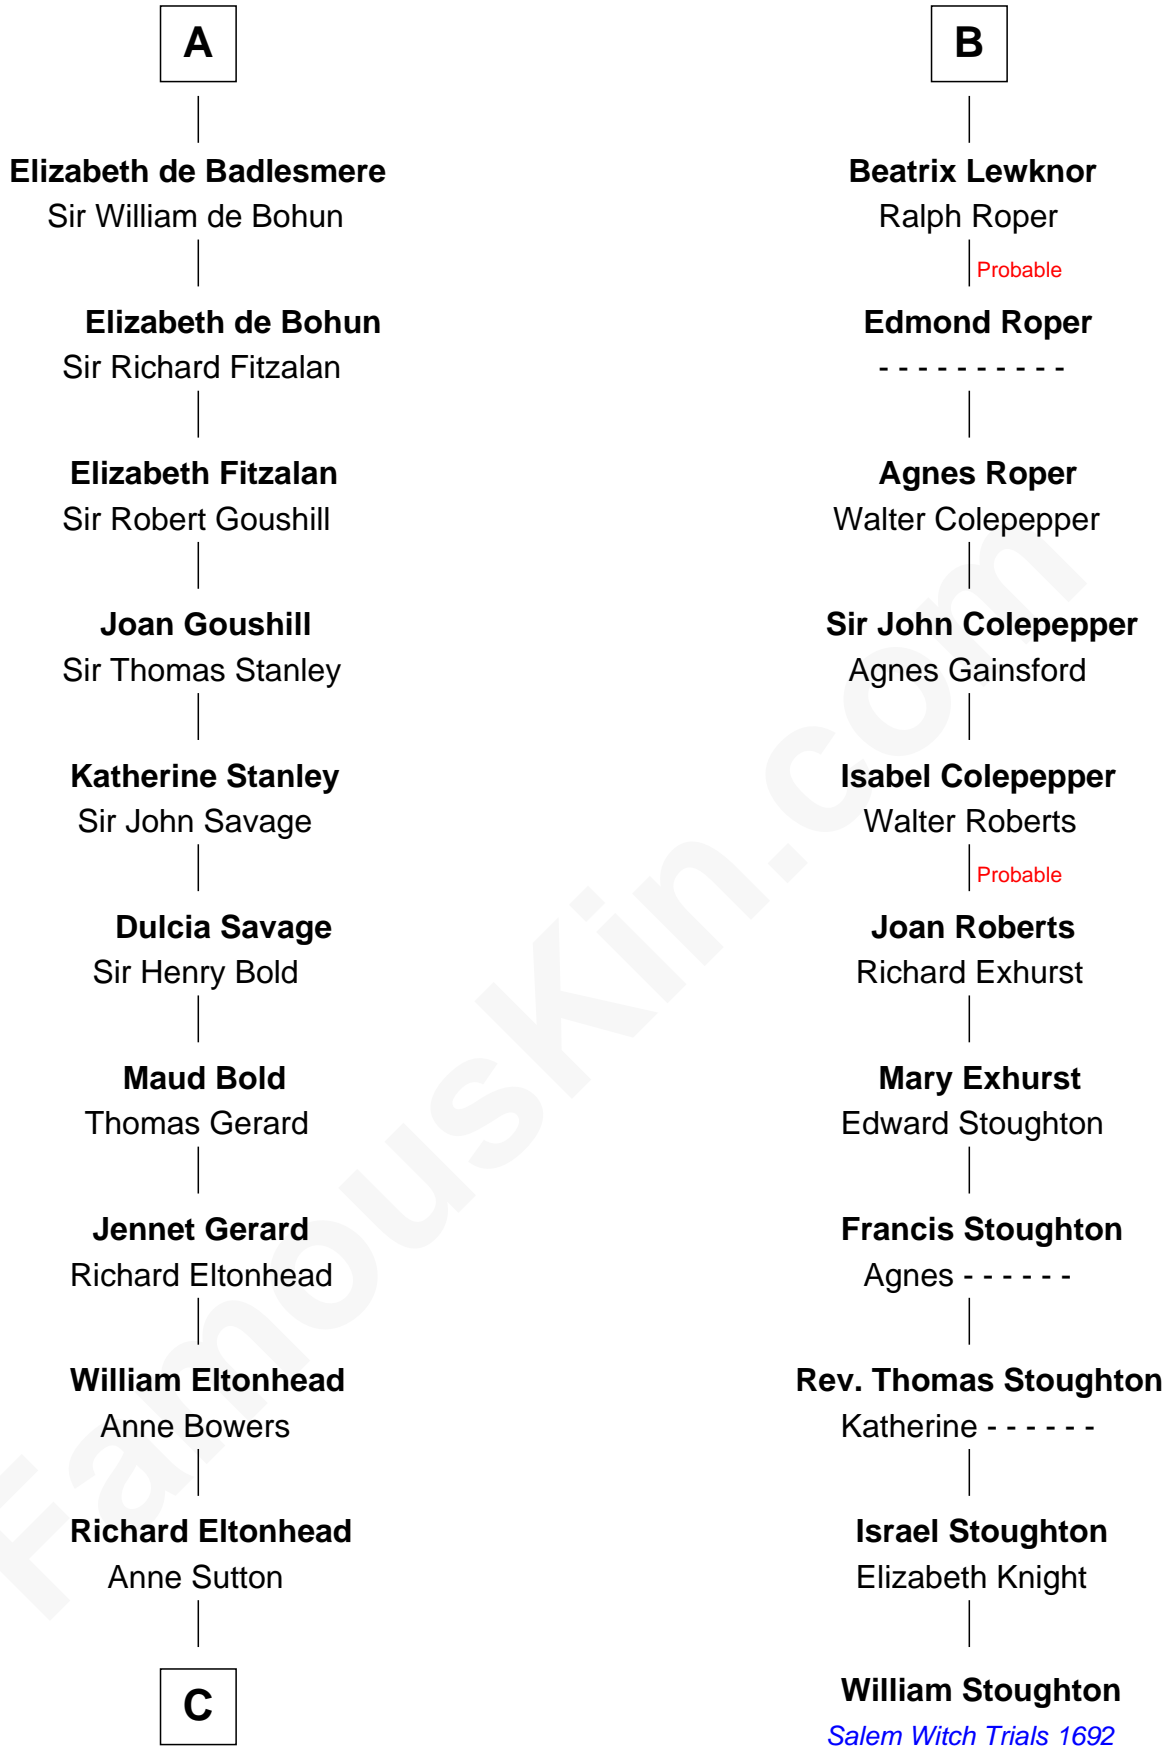 A
Elizabeth de Badlesmere
Sir William de Bohun
Elizabeth de Bohun
Sir Richard Fitzalan
Elizabeth Fitzalan
Sir Robert Goushill
Joan Goushill
Sir Thomas Stanley
Katherine Stanley
Sir John Savage
Dulcia Savage
Sir Henry Bold
Maud Bold
Thomas Gerard
Jennet Gerard
Richard Eltonhead
William Eltonhead
Anne Bowers
Richard Eltonhead
Anne Sutton
C
B
Beatrix Lewknor
Ralph Roper
Probable
Edmond Roper
- - - - - - - - - -
Agnes Roper
Walter Colepepper
Sir John Colepepper
Agnes Gainsford
Isabel Colepepper
Walter Roberts
Probable
Joan Roberts
Richard Exhurst
Mary Exhurst
Edward Stoughton
Francis Stoughton
Agnes - - - - - -
Rev. Thomas Stoughton
Katherine - - - - - -
Israel Stoughton
Elizabeth Knight
William Stoughton
Salem Witch Trials 1692
FamousKin.com